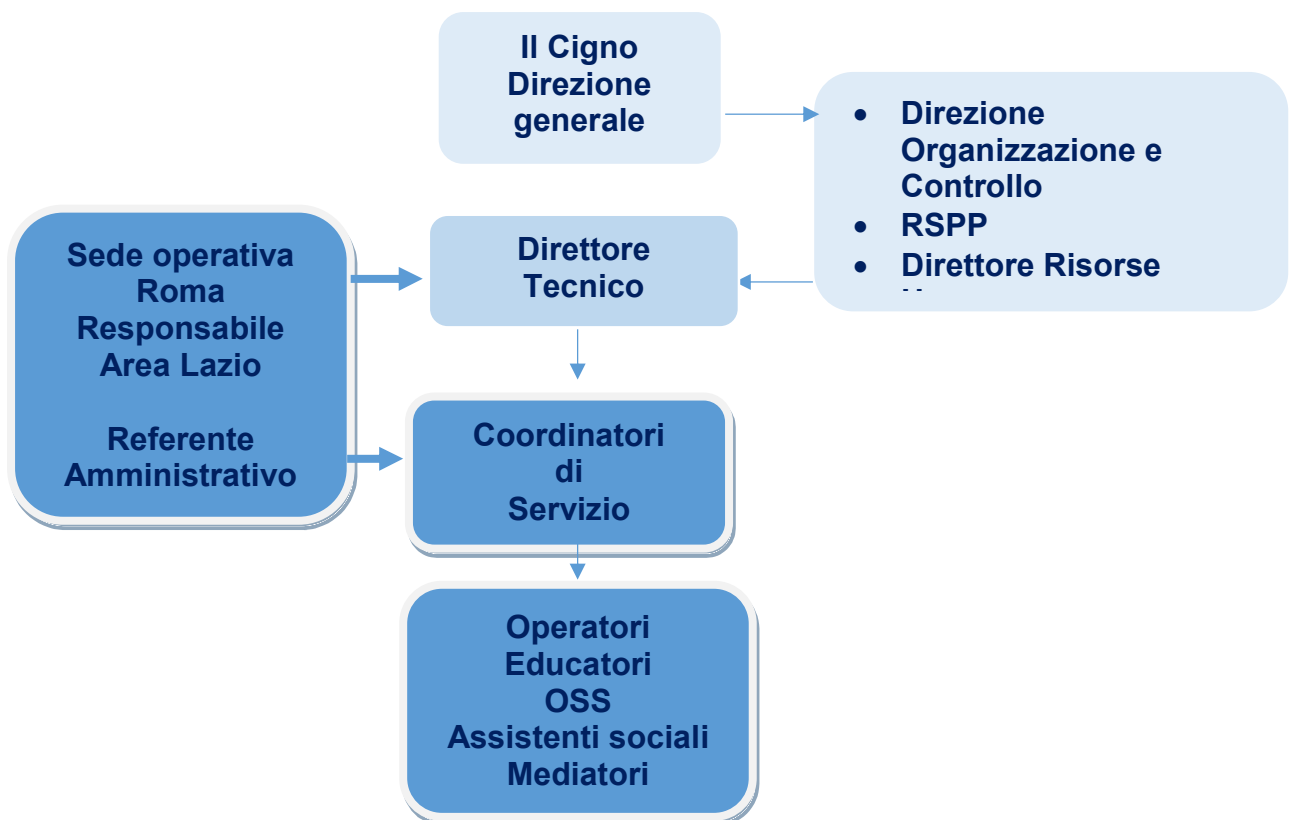 Il Cigno
Direzione
generale
• Direzione
Organizzazione e
Controllo
• RSPP
• Direttore Risorse
Sede operativa
Roma
Responsabile
Area Lazio
Referente
Amministrativo
Direttore
Tecnico
Coordinatori
di
Servizio
Operatori
Educatori
OSS
Assistenti sociali
Mediatori